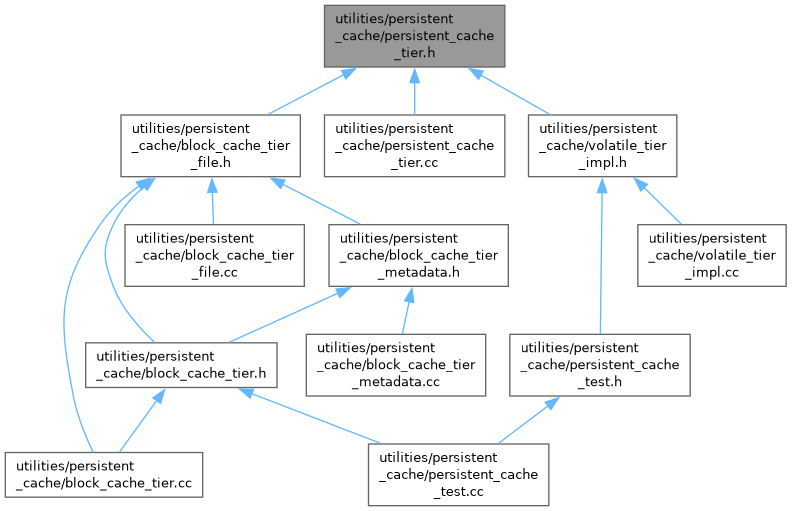 utilities/persistent
_cache/persistent_cache
_tier.h
utilities/persistent
_cache/block_cache_tier
_file.h
utilities/persistent
_cache/persistent_cache
_tier.cc
utilities/persistent
_cache/volatile_tier
_impl.h
utilities/persistent
_cache/block_cache_tier
_file.cc
utilities/persistent
_cache/block_cache_tier
_metadata.h
utilities/persistent
_cache/volatile_tier
_impl.cc
utilities/persistent
_cache/block_cache_tier.h
utilities/persistent
_cache/block_cache_tier
_metadata.cc
utilities/persistent
_cache/persistent_cache
_test.h
utilities/persistent
_cache/block_cache_tier.cc
utilities/persistent
_cache/persistent_cache
_test.cc